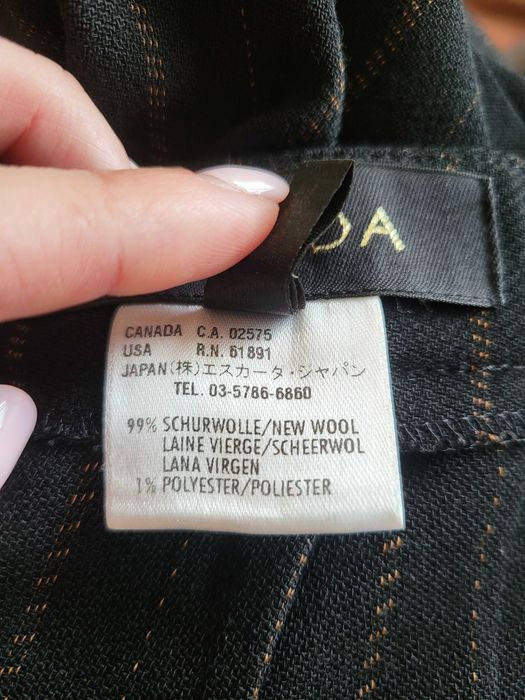 DA
CANADA C.A. 02575
USA R.N. 61891
JAPAN(株)エスカータ・ジャパン
TEL. 03-5786-6860
99% SCHURWOLLE/NEW WOOL
LAINE VIERGE/SCHEERWOL
LANA VIRGEN
1% POLYESTER/POLIESTER